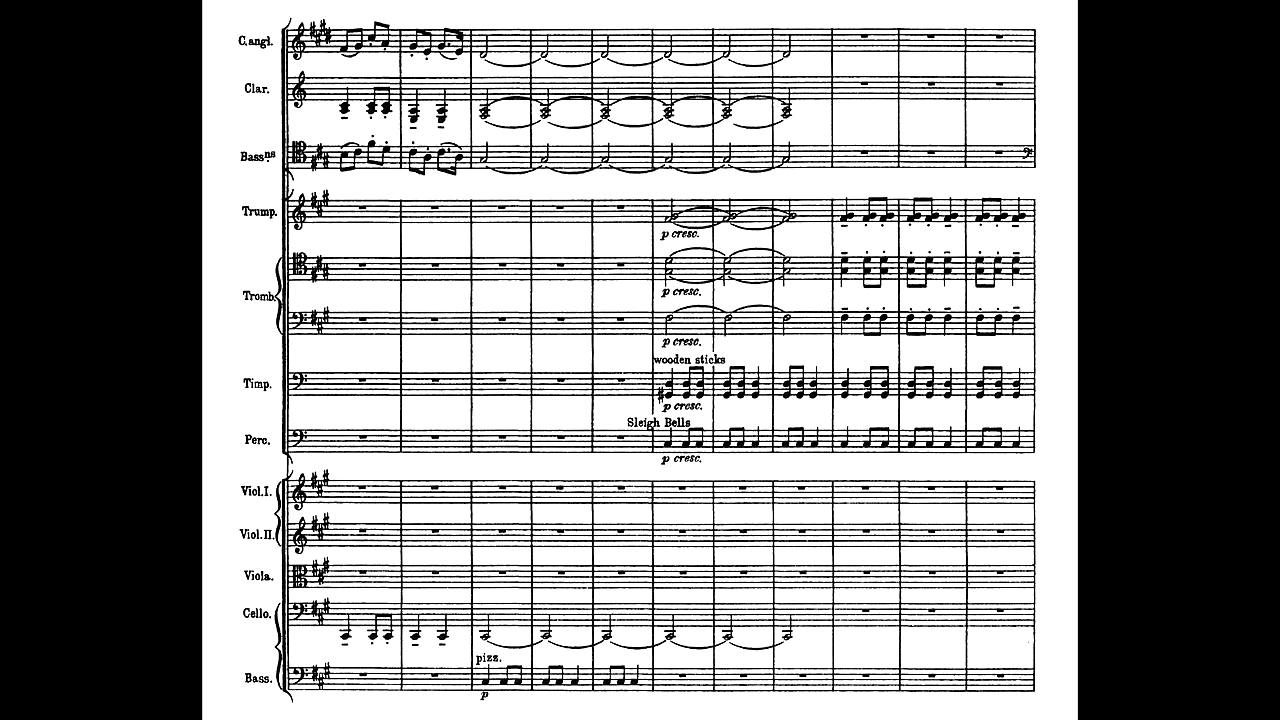 C.angl.
Clar.
Bassns
Trump.
p cresc.
Tromb.
p cresc.
p cresc.
wooden sticks
Timp.
p cresc.
Sleigh Bells
Perc.
p cresc.
Viol.I.
Viol.II.
Viola.
Cello.
pizz.
Bass.
p